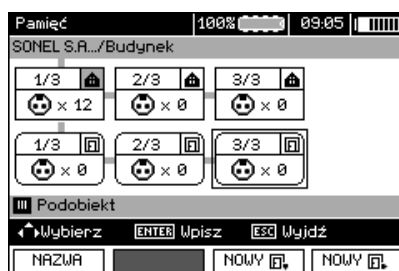 Pamięć 100% 09:05
SONEL S.A../Budynek
1/3 2/3 3/3
x 12 x 0 x 0
1/3 2/3 3/3
x 0 x 0 x 0
Podobiekt
Wybierz ENTER Wpisz ESC Wyjdź
NAZWA NOWY NOWY